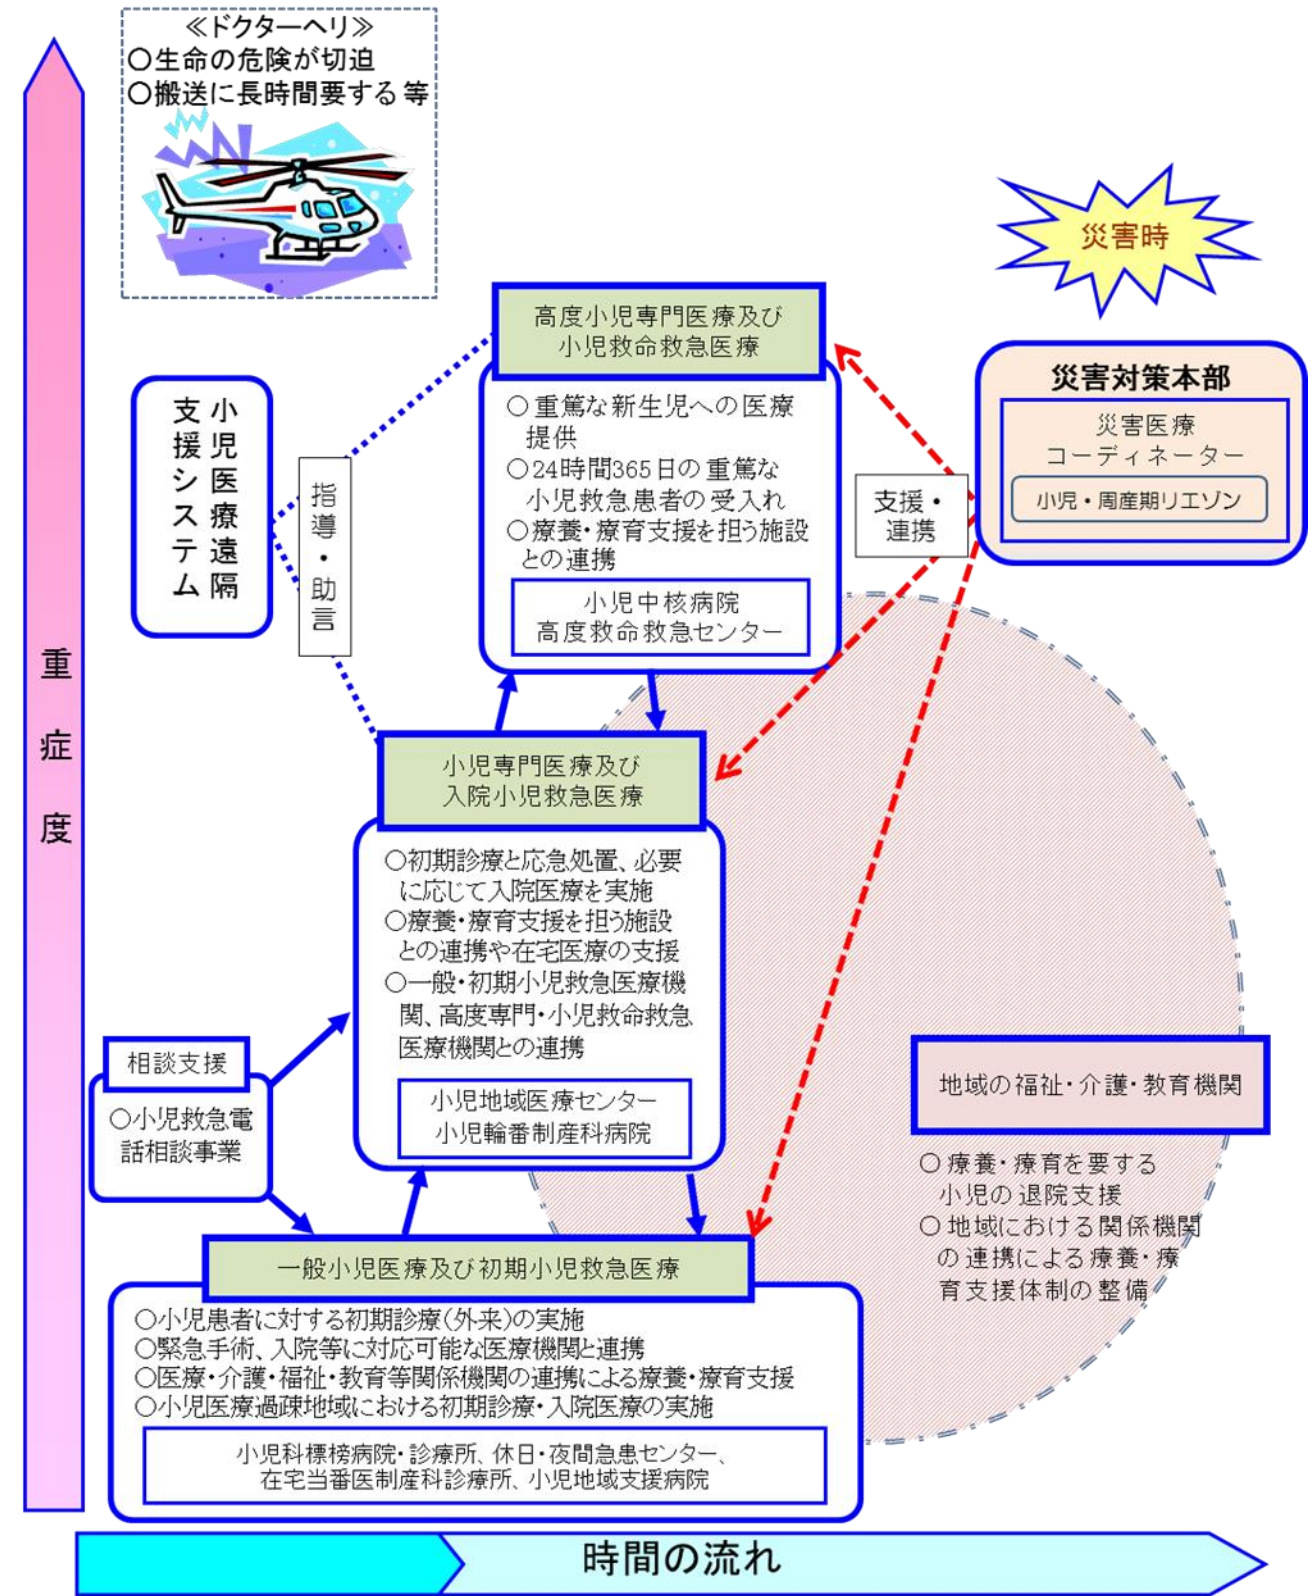 ≪ドクターヘリ≫
○生命の危険が切迫
○搬送に長時間要する等
災害時
高度小児専門医療及び
小児救命救急医療
○重篤な新生児への医療
提供
○24時間365日の重篤な
小児救急患者の受入れ
○療養・療育支援を担う施設
との連携
小児中核病院
高度救命救急センター
災害対策本部
災害医療
コーディネーター
小児・周産期リエゾン
支援・
連携
小児医療遠隔
支援システム
指導・助言
重症度
小児専門医療及び
入院小児救急医療
○初期診療と応急処置、必要
に応じて入院医療を実施
○療養・療育支援を担う施設
との連携や在宅医療の支援
○一般・初期小児救急医療機
関、高度専門・小児救命救急
医療機関との連携
小児地域医療センター
小児輪番制産科病院
相談支援
○小児救急電
話相談事業
地域の福祉・介護・教育機関
○療養・療育を要する
小児の退院支援
○地域における関係機関
の連携による療養・療
育支援体制の整備
一般小児医療及び初期小児救急医療
○小児患者に対する初期診療(外来)の実施
○緊急手術、入院等に対応可能な医療機関と連携
○医療・介護・福祉・教育等関係機関の連携による療養・療育支援
○小児医療過疎地域における初期診療・入院医療の実施
小児科標榜病院・診療所、休日・夜間急患センター、
在宅当番医制産科診療所、小児地域支援病院
時間の流れ